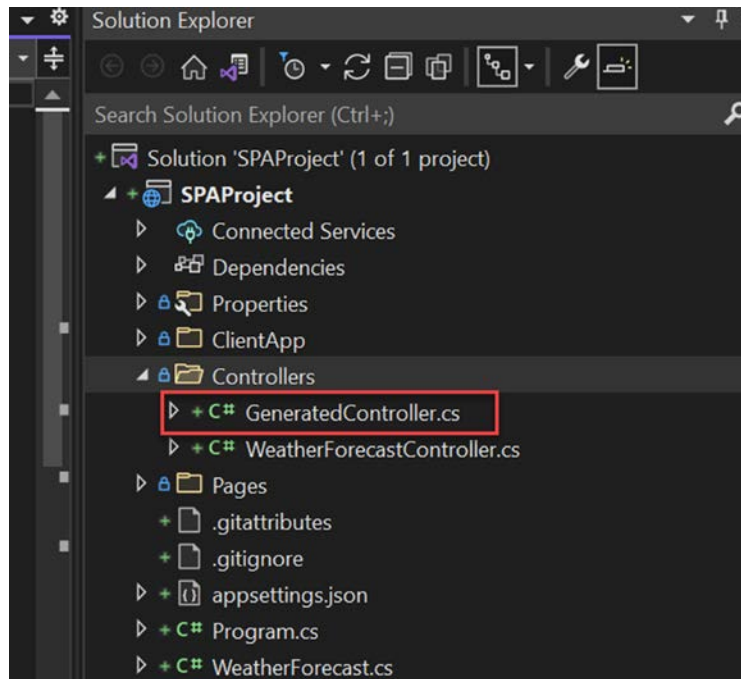 Solution Explorer
Search Solution Explorer (Ctrl+;)
Solution 'SPAProject' (1 of 1 project)
SPAProject
Connected Services
Dependencies
Properties
ClientApp
Controllers
C# GeneratedController.cs
C# WeatherForecastController.cs
Pages
.gitattributes
.gitignore
appsettings.json
C# Program.cs
C# WeatherForecast.cs